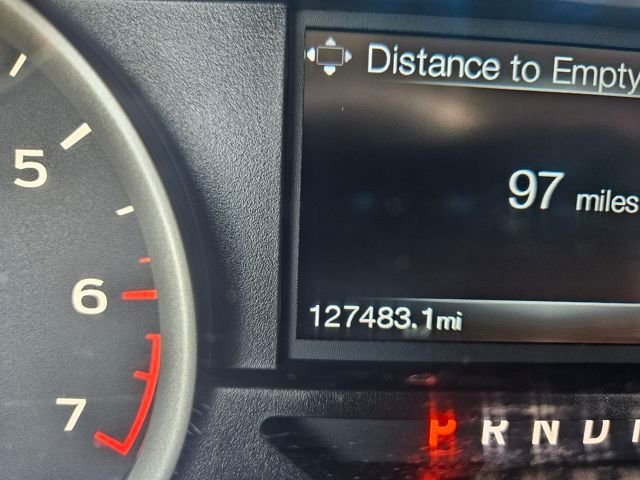 Distance to Empty
5
97 miles
6
127483.1mi
7
P R N D